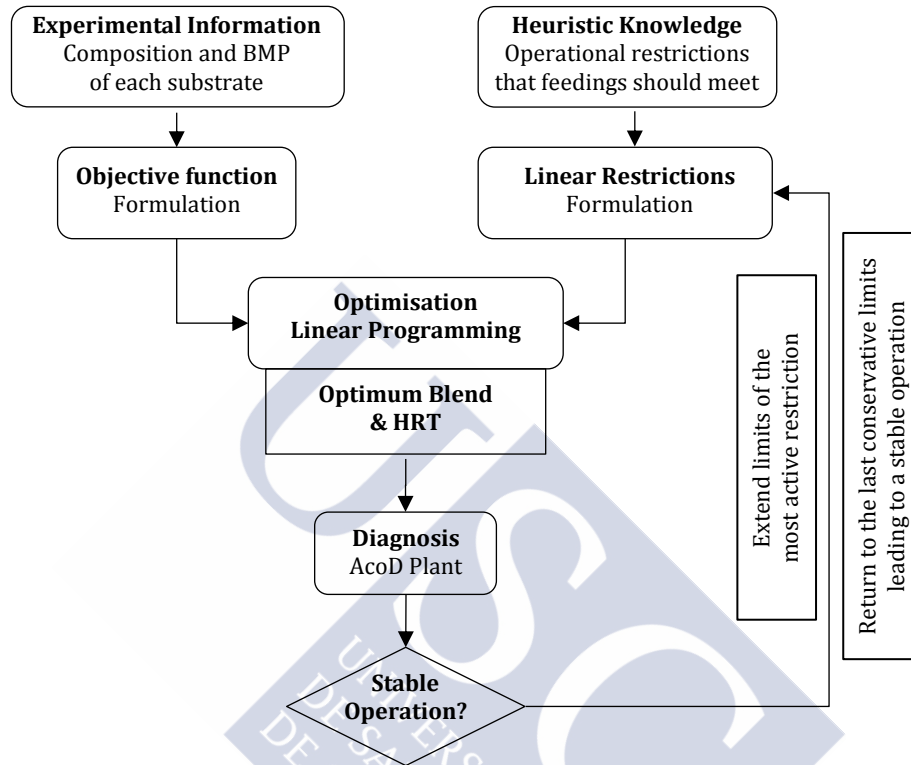 Experimental Information
Composition and BMP
of each substrate
Heuristic Knowledge
Operational restrictions
that feedings should meet
Objective function
Formulation
Linear Restrictions
Formulation
Optimisation
Linear Programming
Optimum Blend
& HRT
Extend limits of the
most active restriction
Return to the last conservative limits
leading to a stable operation
Diagnosis
AcoD Plant
Stable
Operation?
USC